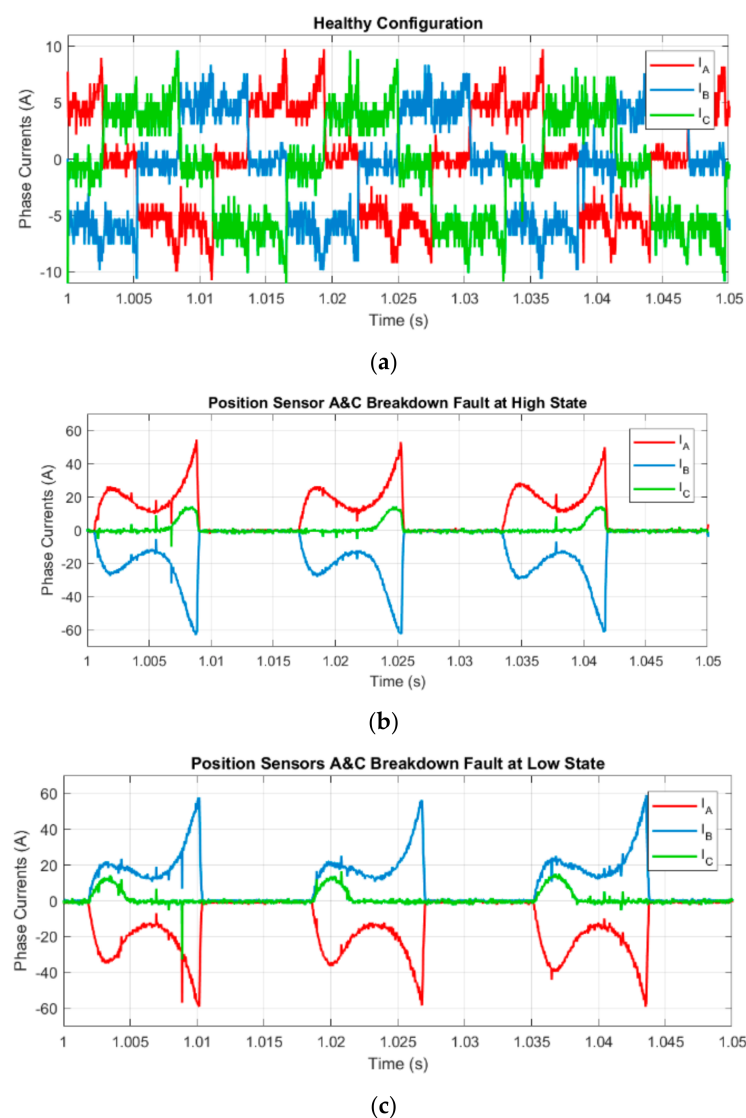 Healthy Configuration
10
5
0
-5
-10
Phase Currents (A)
I_A
I_B
I_C
1 1.005 1.01 1.015 1.02 1.025 1.03 1.035 1.04 1.045 1.05
Time (s)
(a)
Position Sensor A&C Breakdown Fault at High State
60
40
20
0
-20
-40
-60
Phase Currents (A)
I_A
I_B
I_C
1 1.005 1.01 1.015 1.02 1.025 1.03 1.035 1.04 1.045 1.05
Time (s)
(b)
Position Sensors A&C Breakdown Fault at Low State
60
40
20
0
-20
-40
-60
Phase Currents (A)
I_A
I_B
I_C
1 1.005 1.01 1.015 1.02 1.025 1.03 1.035 1.04 1.045 1.05
Time (s)
(c)